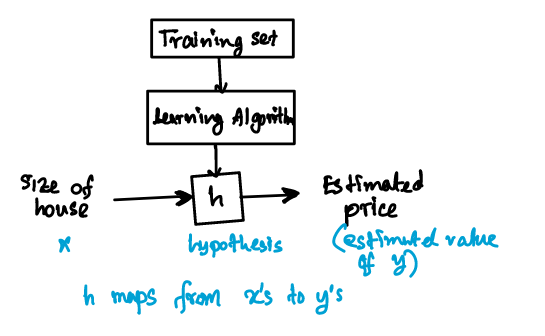 Training set
Learning Algorithm
Size of
house
h
Estimated
price
x
hypothesis
(estimated value
of y)
h maps from x's to y's